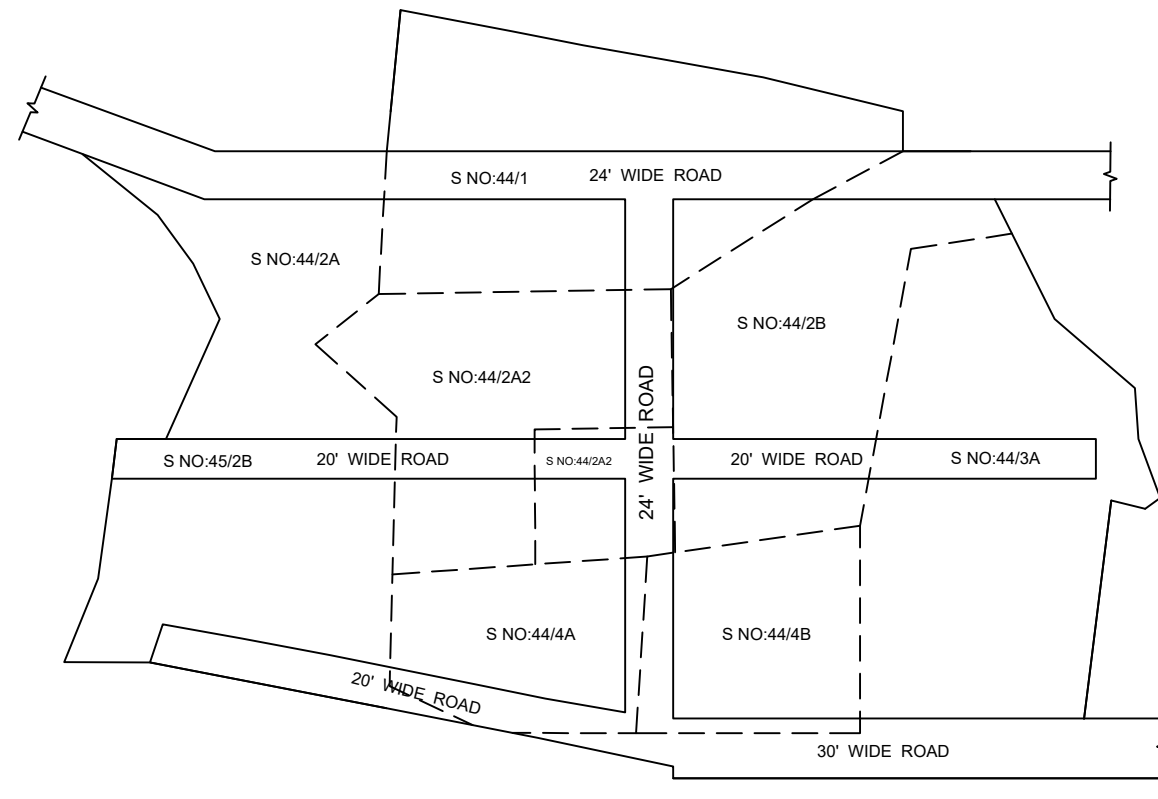 S NO:44/1
24' WIDE ROAD
S NO:44/2A
S NO:44/2B
S NO:44/2A2
24' WIDE ROAD
S NO:45/2B
20' WIDE ROAD
S NO:44/2A2
20' WIDE ROAD
S NO:44/3A
S NO:44/4A
S NO:44/4B
20' WIDE ROAD
30' WIDE ROAD